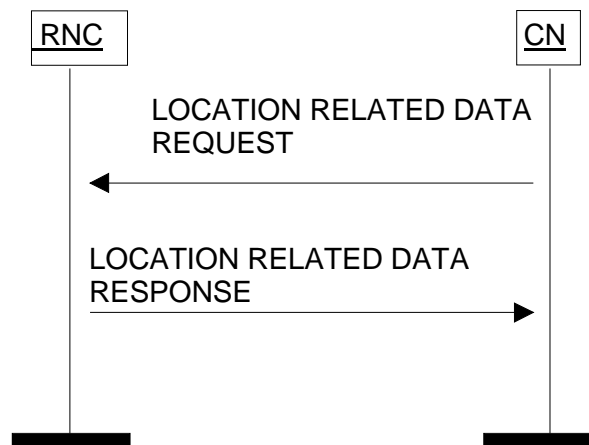 RNC
CN
LOCATION RELATED DATA
REQUEST
LOCATION RELATED DATA
RESPONSE